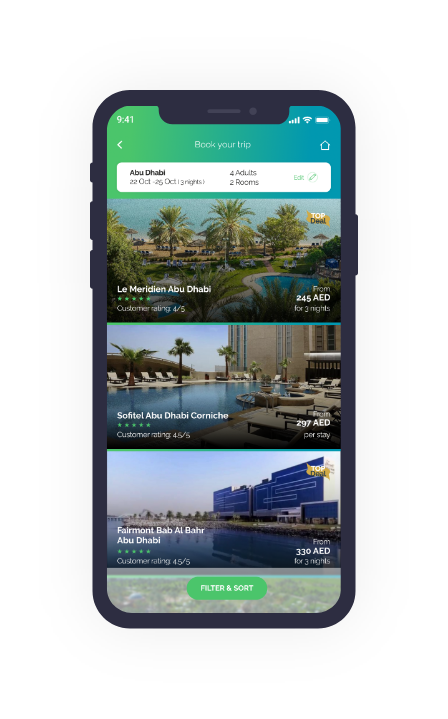 9:41
Book your trip
Abu Dhabi
22 Oct -25 Oct ( 3 nights )
4 Adults
2 Rooms
Edit
TOP
Deal
Le Meridien Abu Dhabi
Customer rating: 4/5
From
245 AED
for 3 nights
Sofitel Abu Dhabi Corniche
Customer rating: 4.5/5
From
297 AED
per stay
TOP
Deal
Fairmont Bab Al Bahr
Abu Dhabi
Customer rating: 4.5/5
From
330 AED
for 3 nights
FILTER & SORT